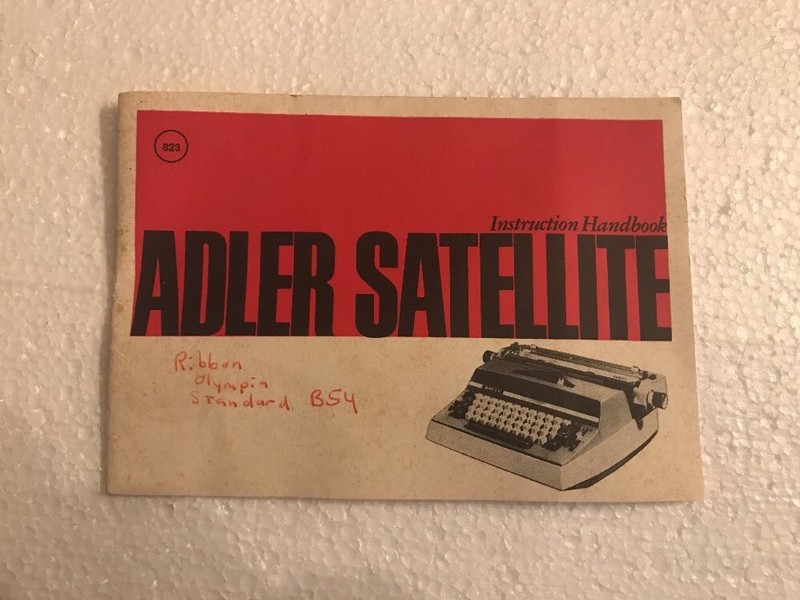 823
Instruction Handbook
ADLER SATELLITE
Ribbon
Olympia
Standard B54